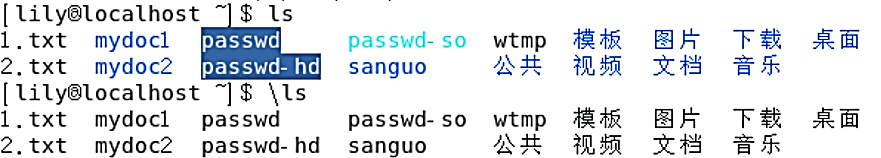 [lily@localhost ~]$ ls
1.txt mydoc1 passwd passwd-so wtmp 模板 图片 下载 桌面
2.txt mydoc2 passwd-hd sanguo 公共 视频 文档 音乐
[lily@localhost ~]$ \ls
1.txt mydoc1 passwd passwd-so wtmp 模板 图片 下载 桌面
2.txt mydoc2 passwd-hd sanguo 公共 视频 文档 音乐